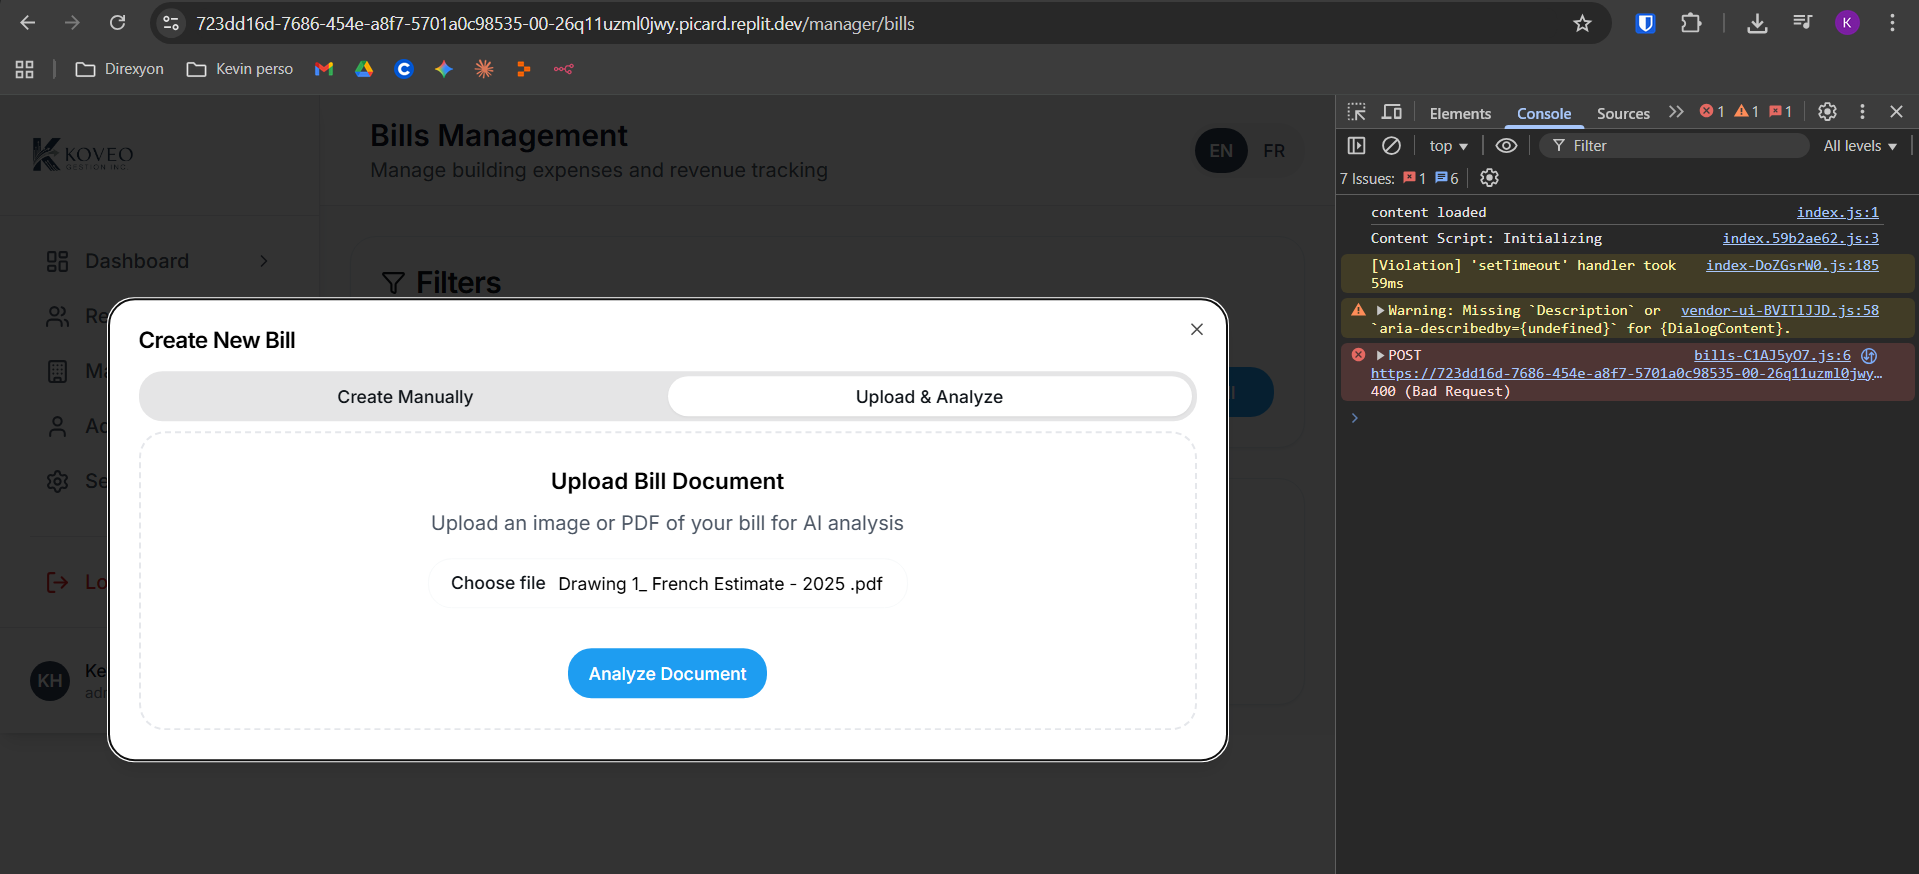 723dd16d-7686-454e-a8f7-5701a0c98535-00-26q11uzml0jwy.picard.replit.dev/manager/bills
K
Direxyon
Kevin perso
KOVEO
GESTION INC
Bills Management
Manage building expenses and revenue tracking
EN FR
Dashboard
Filters
Re
Ma
Ad
Se
Lo
KH
Ke
adr
Create New Bill
Create Manually
Upload & Analyze
Upload Bill Document
Upload an image or PDF of your bill for AI analysis
Choose file Drawing 1_ French Estimate - 2025 .pdf
Analyze Document
Elements Console Sources 1 1 1
top Filter All levels
7 Issues: 1 6
content loaded index.js:1
Content Script: Initializing index.59b2ae62.js:3
[Violation] 'setTimeout' handler took index-DoZGsrW0.js:185
59ms
Warning: Missing `Description` or vendor-ui-BVITlJJD.js:58
`aria-describedby={undefined}` for {DialogContent}.
POST bills-C1AJ5yO7.js:6
https://723dd16d-7686-454e-a8f7-5701a0c98535-00-26q11uzml0jwy…
400 (Bad Request)